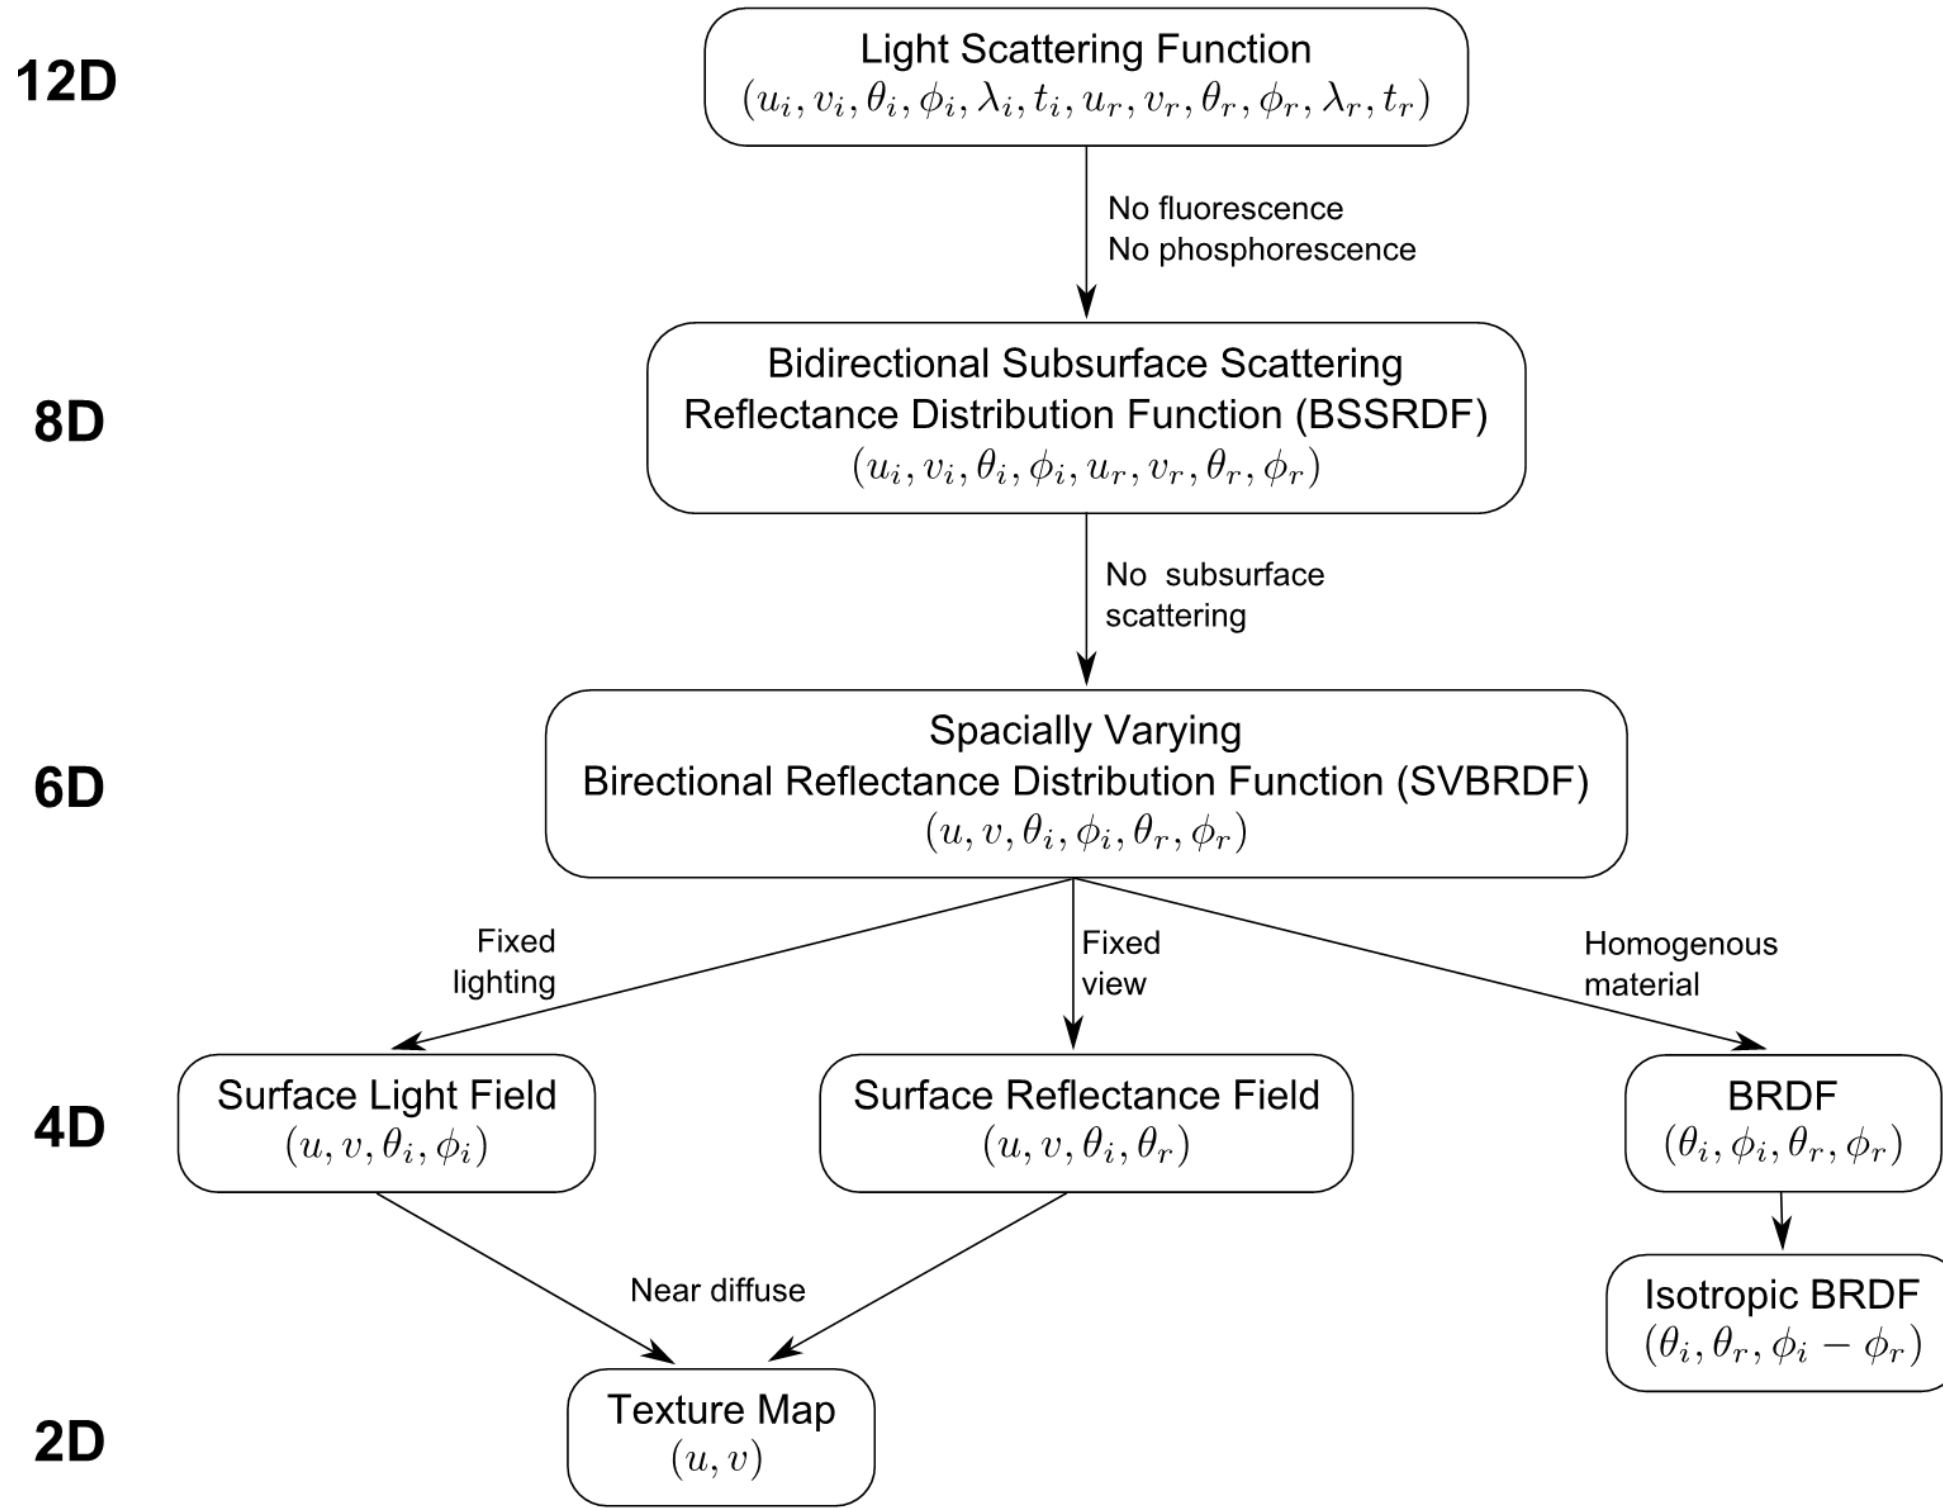 12D
Light Scattering Function
(u_i, v_i, θ_i, ϕ_i, λ_i, t_i, u_r, v_r, θ_r, ϕ_r, λ_r, t_r)
No fluorescence
No phosphorescence
8D
Bidirectional Subsurface Scattering
Reflectance Distribution Function (BSSRDF)
(u_i, v_i, θ_i, ϕ_i, u_r, v_r, θ_r, ϕ_r)
No subsurface
scattering
6D
Spacially Varying
Birectional Reflectance Distribution Function (SVBRDF)
(u, v, θ_i, ϕ_i, θ_r, ϕ_r)
Fixed
lighting
Fixed
view
Homogenous
material
4D
Surface Light Field
(u, v, θ_i, ϕ_i)
Surface Reflectance Field
(u, v, θ_i, θ_r)
BRDF
(θ_i, ϕ_i, θ_r, ϕ_r)
Near diffuse
Isotropic BRDF
(θ_i, θ_r, ϕ_i − ϕ_r)
2D
Texture Map
(u, v)